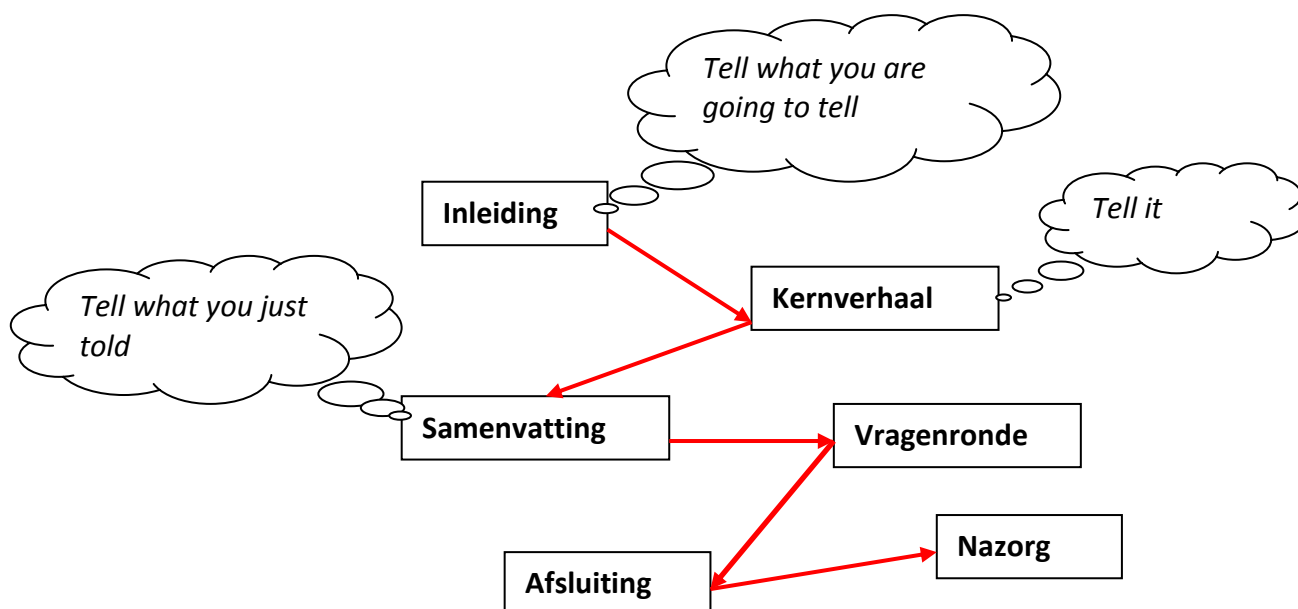 Tell what you are
going to tell
Inleiding
Tell it
Kernverhaal
Tell what you just
told
Samenvatting
Vragenronde
Nazorg
Afsluiting